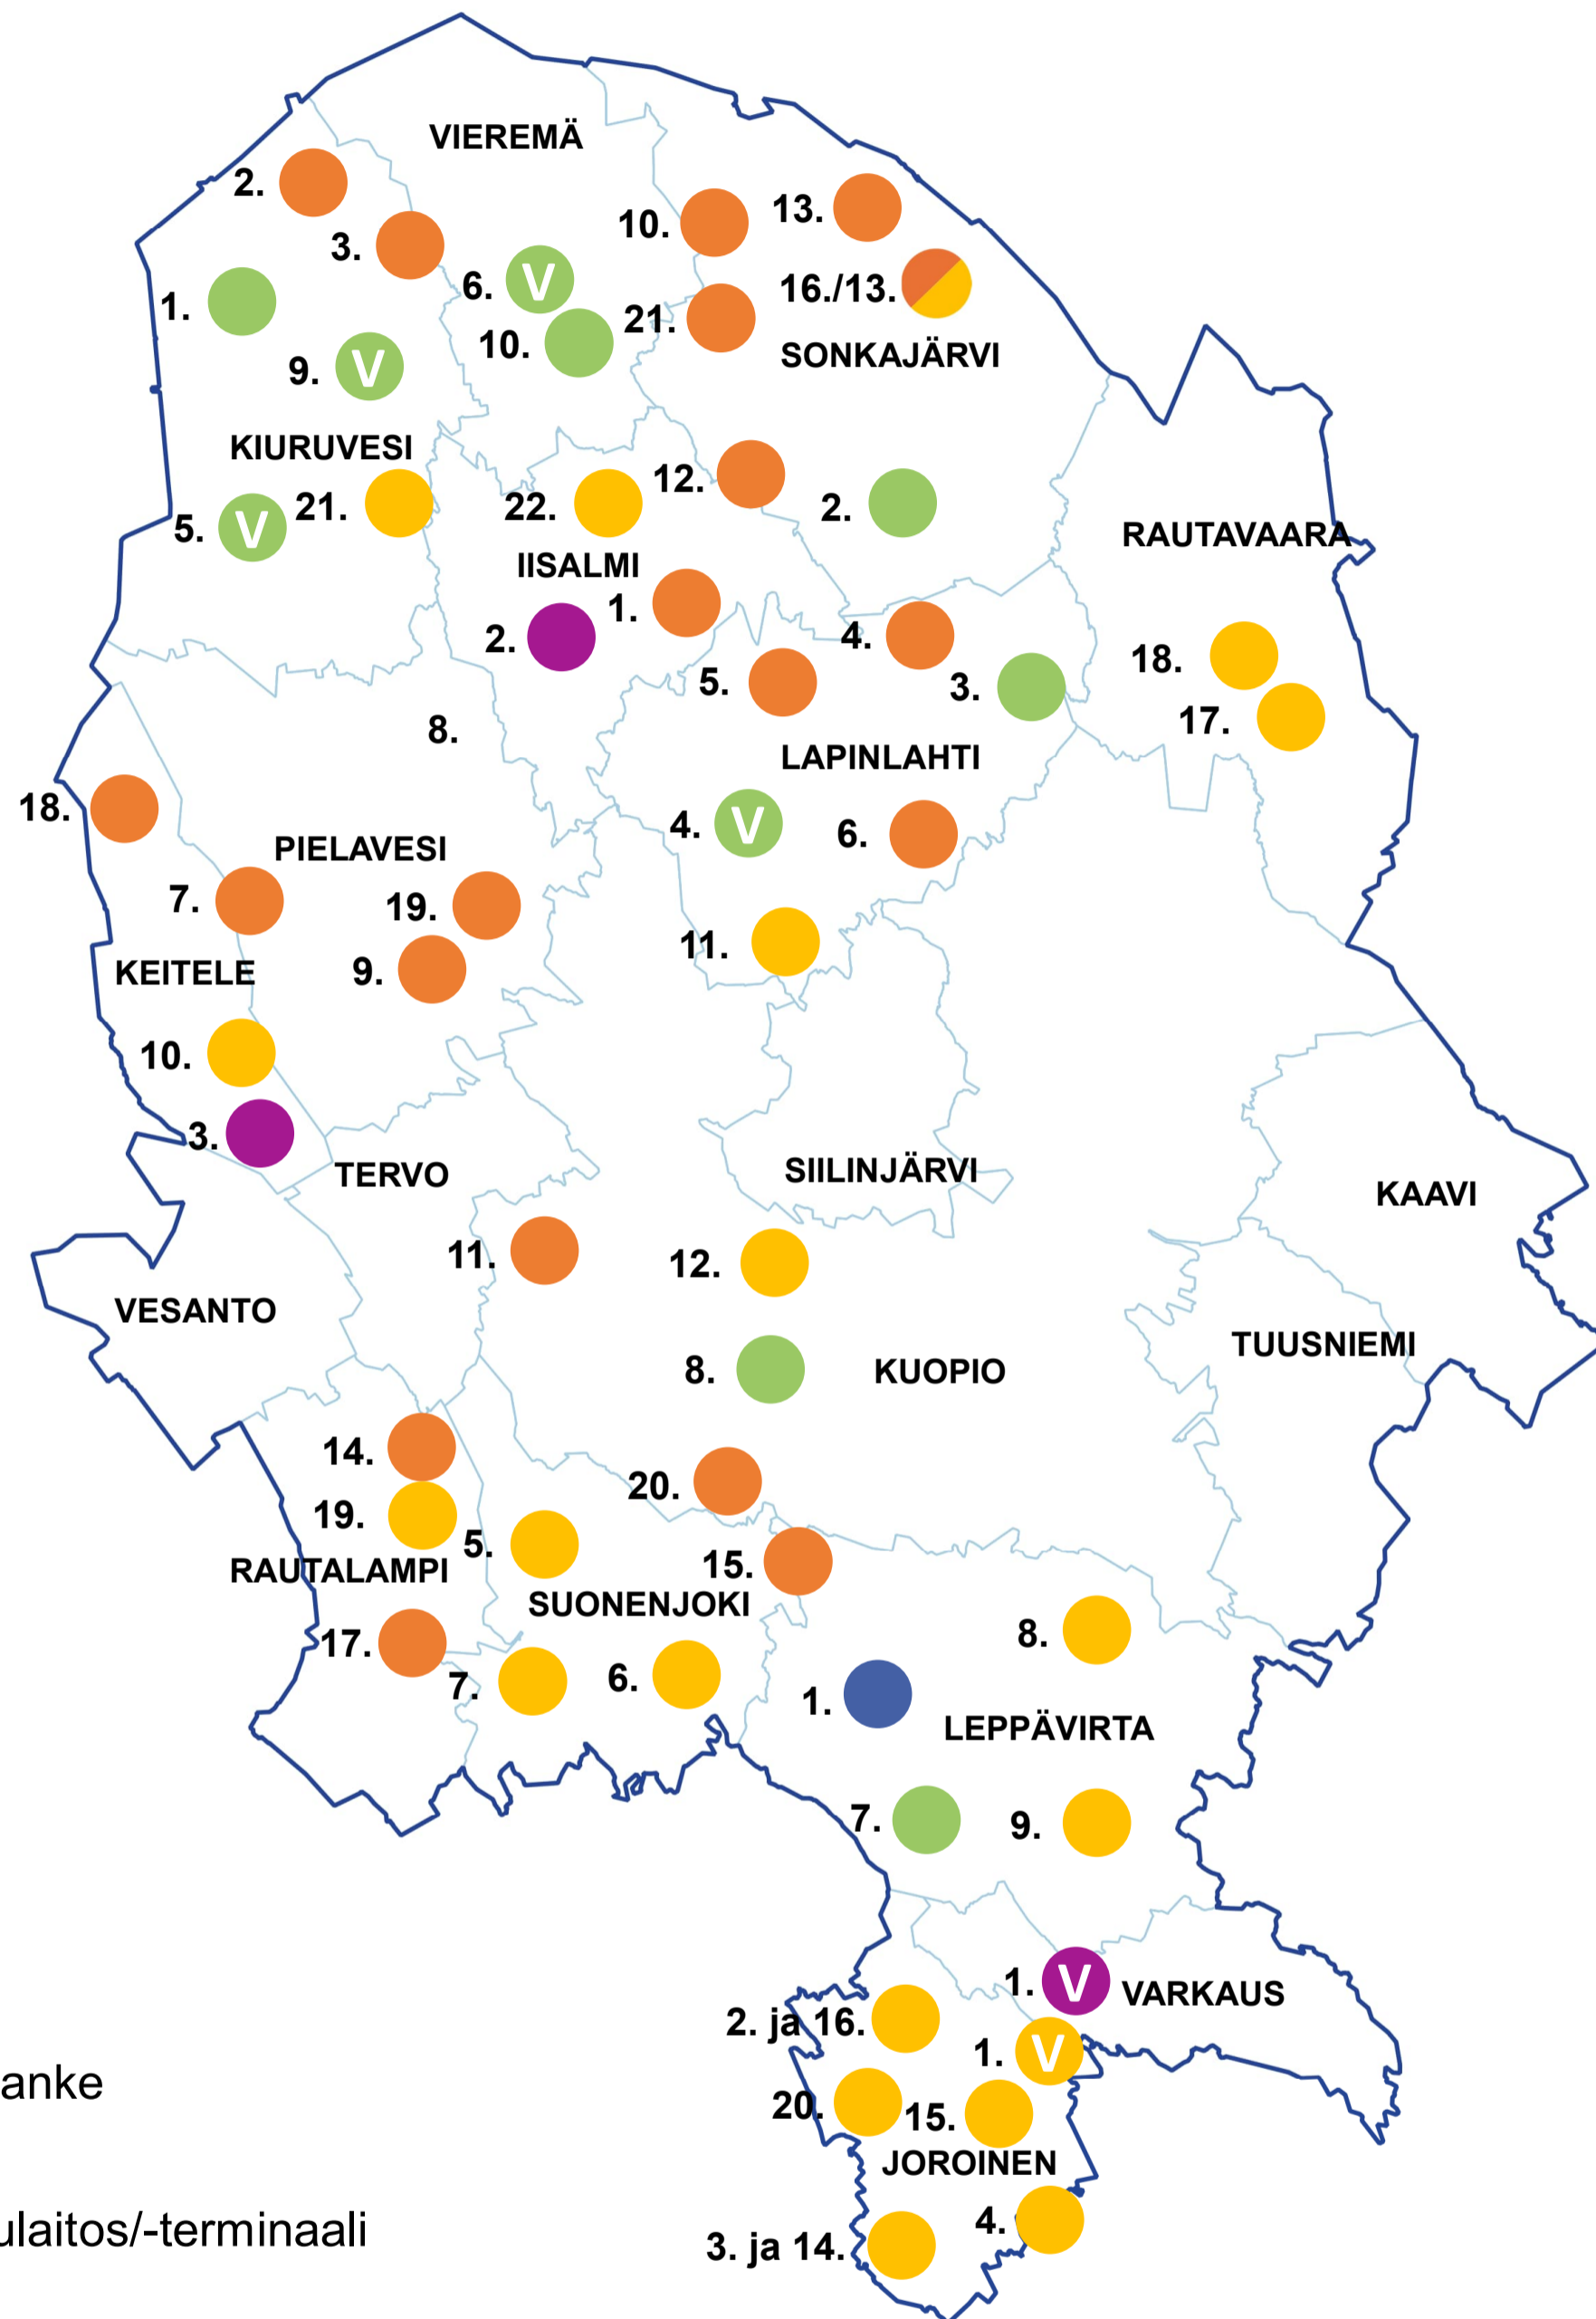 VIEREMÄ
2.
10.
13.
3.
6. V
16./13.
1.
10.
21.
SONKAJÄRVI
9. V
KIURUVESI
12.
5. V
21.
22.
2.
RAUTAVAARA
IISALMI
1.
2.
4.
18.
5.
3.
17.
8.
LAPINLAHTI
18.
4. V
6.
PIELAVESI
7.
19.
11.
KEITELE
9.
10.
3.
TERVO
SIILINJÄRVI
KAAVI
11.
12.
VESANTO
TUUSNIEMI
8.
KUOPIO
14.
20.
19.
5.
15.
RAUTALAMPI
SUONENJOKI
17.
8.
7.
6.
1.
LEPPÄVIRTA
7.
9.
1. V
VARKAUS
2. ja 16.
1. V
anke
20.
15.
JOROINEN
4.
ulaitos/-terminaali
3. ja 14.